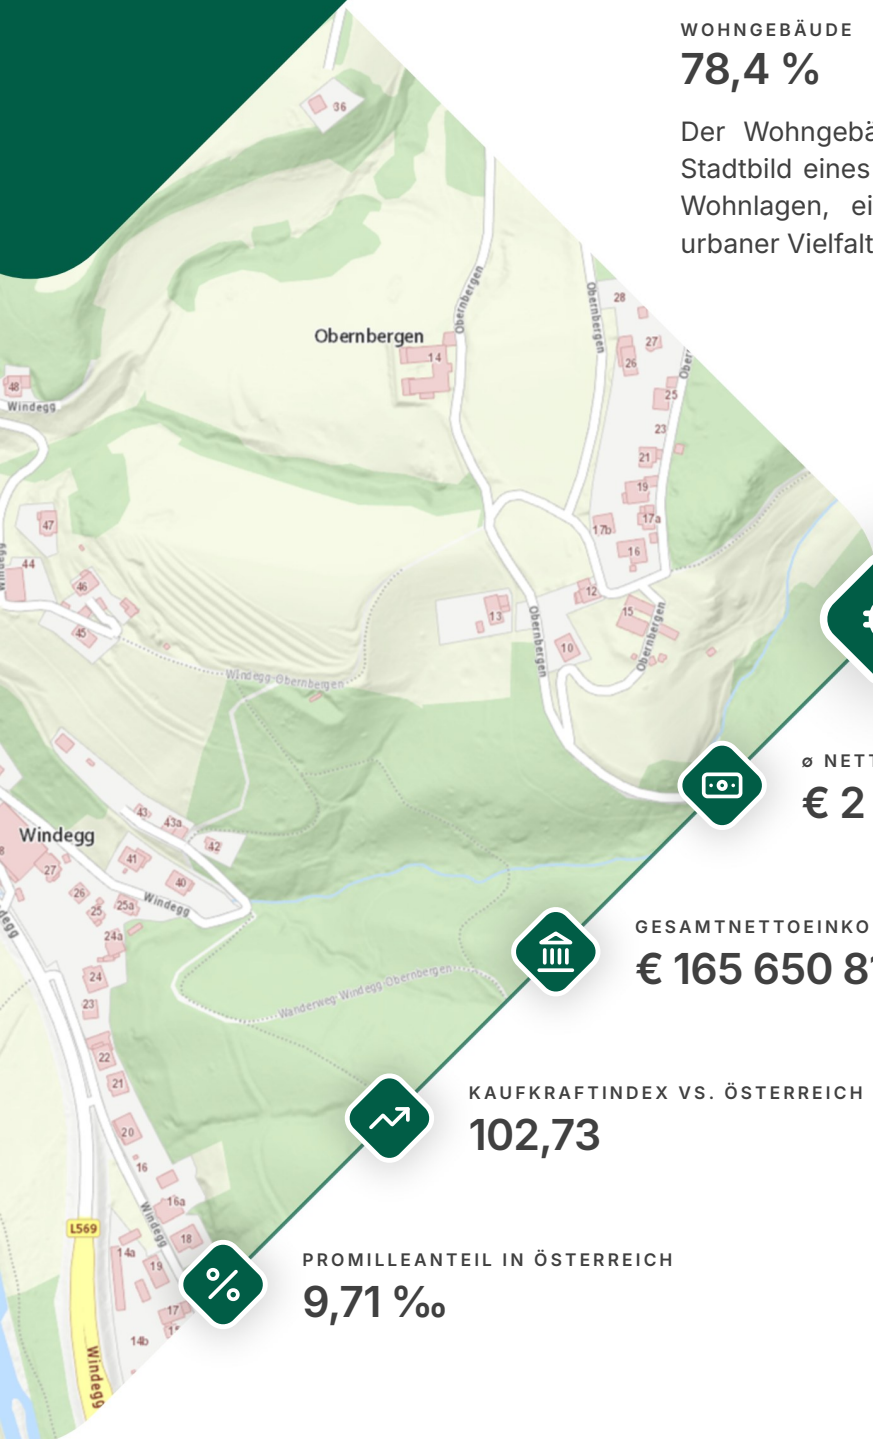 WOHNGEBÄUDE
78,4 %
Der Wohngebä
Stadtbild eines
Wohnlagen, ei
urbaner Vielfalt
36
Obernbergen
28
Obernbergen
14
27
26
Ober
48
Windegg
25
23
21
19
47
17b
17a
16
44
Windegg
46
12
13
15
45
Obernbergen
10
Obernbergen
Windegg-Obernbergen
ø NETT
€ 2
43
43a
Windegg
42
41
27
40
26
25
25a
Windegg
24a
GESAMTNETTOEINKO
€ 165 650 81
24
Wanderweg-Windegg Obernbergen
23
22
21
KAUFKRAFTINDEX VS. ÖSTERREICH
102,73
20
16
16a
Windegg
L569
18
14a
19
PROMILLEANTEIL IN ÖSTERREICH
9,71 ‰
17
14b
Windegg